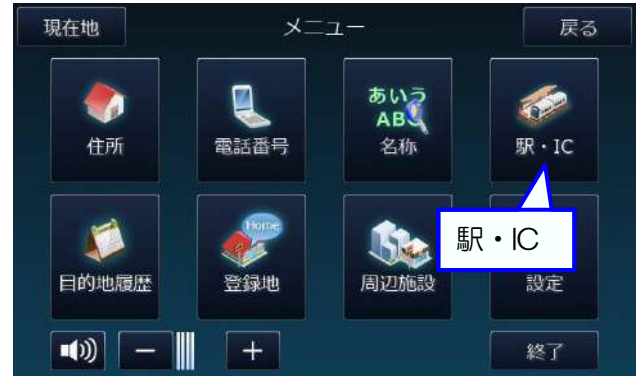 現在地 メニュー 戻る
住所 電話番号 あいう AB 名称 駅・IC
駅・IC
目的地履歴 Home 登録地 周辺施設 設定
終了